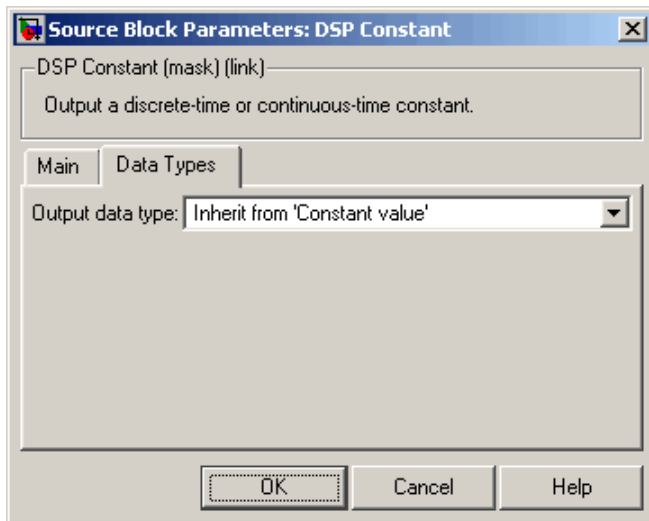 Source Block Parameters: DSP Constant
DSP Constant (mask) (link)
Output a discrete-time or continuous-time constant.
Main Data Types
Output data type: Inherit from 'Constant value'
OK Cancel Help